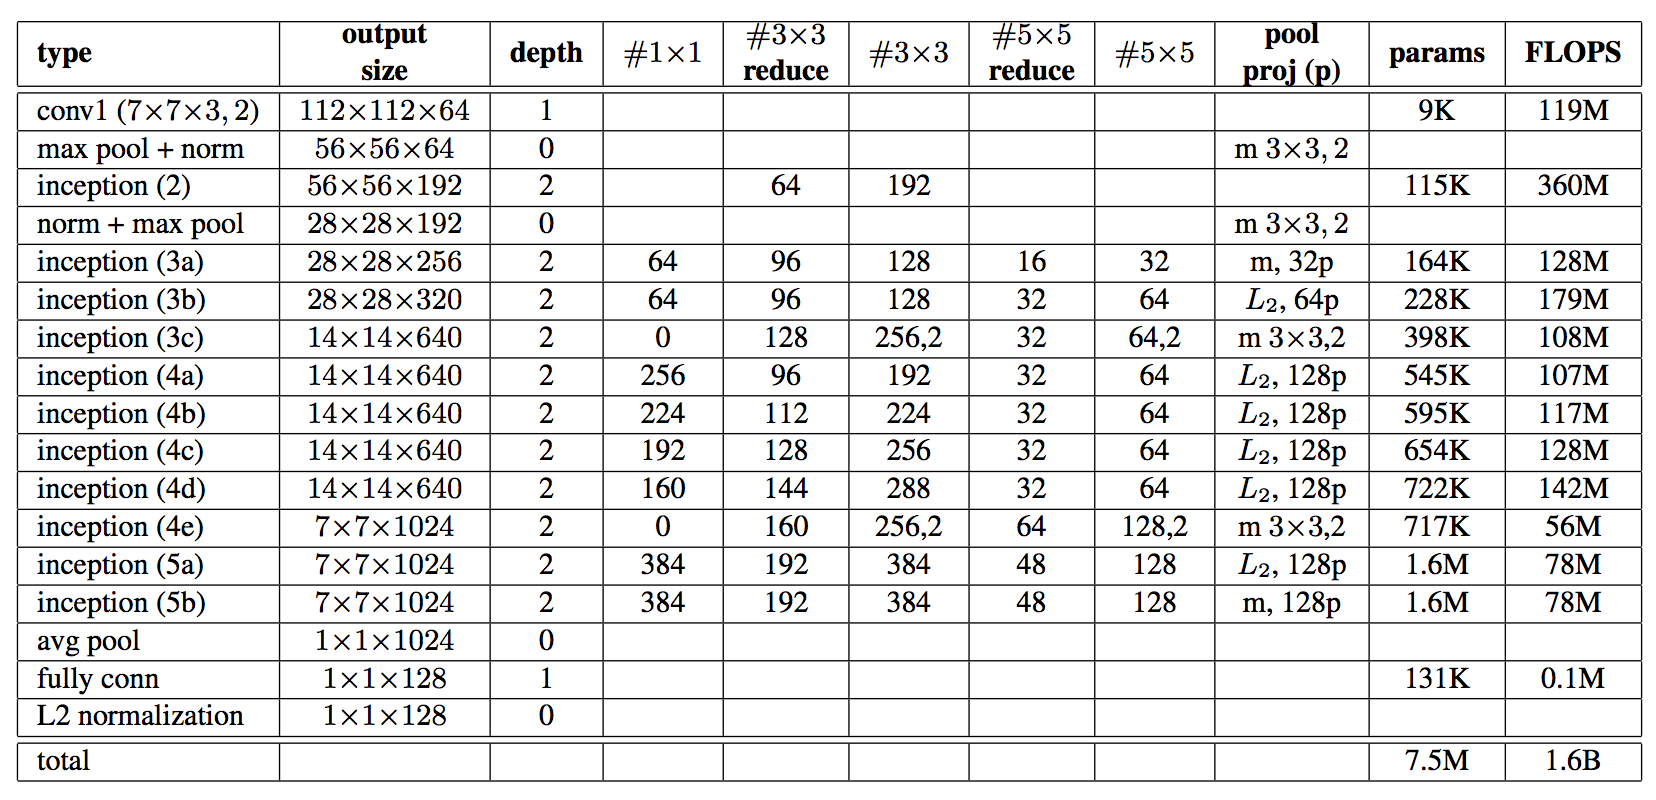 type output size depth #1×1 #3×3 reduce #3×3 #5×5 reduce #5×5 pool proj (p) params FLOPS
conv1 (7×7×3, 2) 112×112×64 1 9K 119M
max pool + norm 56×56×64 0 m 3×3, 2
inception (2) 56×56×192 2 64 192 115K 360M
norm + max pool 28×28×192 0 m 3×3, 2
inception (3a) 28×28×256 2 64 96 128 16 32 m, 32p 164K 128M
inception (3b) 28×28×320 2 64 96 128 32 64 L₂, 64p 228K 179M
inception (3c) 14×14×640 2 0 128 256,2 32 64,2 m 3×3,2 398K 108M
inception (4a) 14×14×640 2 256 96 192 32 64 L₂, 128p 545K 107M
inception (4b) 14×14×640 2 224 112 224 32 64 L₂, 128p 595K 117M
inception (4c) 14×14×640 2 192 128 256 32 64 L₂, 128p 654K 128M
inception (4d) 14×14×640 2 160 144 288 32 64 L₂, 128p 722K 142M
inception (4e) 7×7×1024 2 0 160 256,2 64 128,2 m 3×3,2 717K 56M
inception (5a) 7×7×1024 2 384 192 384 48 128 L₂, 128p 1.6M 78M
inception (5b) 7×7×1024 2 384 192 384 48 128 m, 128p 1.6M 78M
avg pool 1×1×1024 0
fully conn 1×1×128 1 131K 0.1M
L2 normalization 1×1×128 0
total 7.5M 1.6B